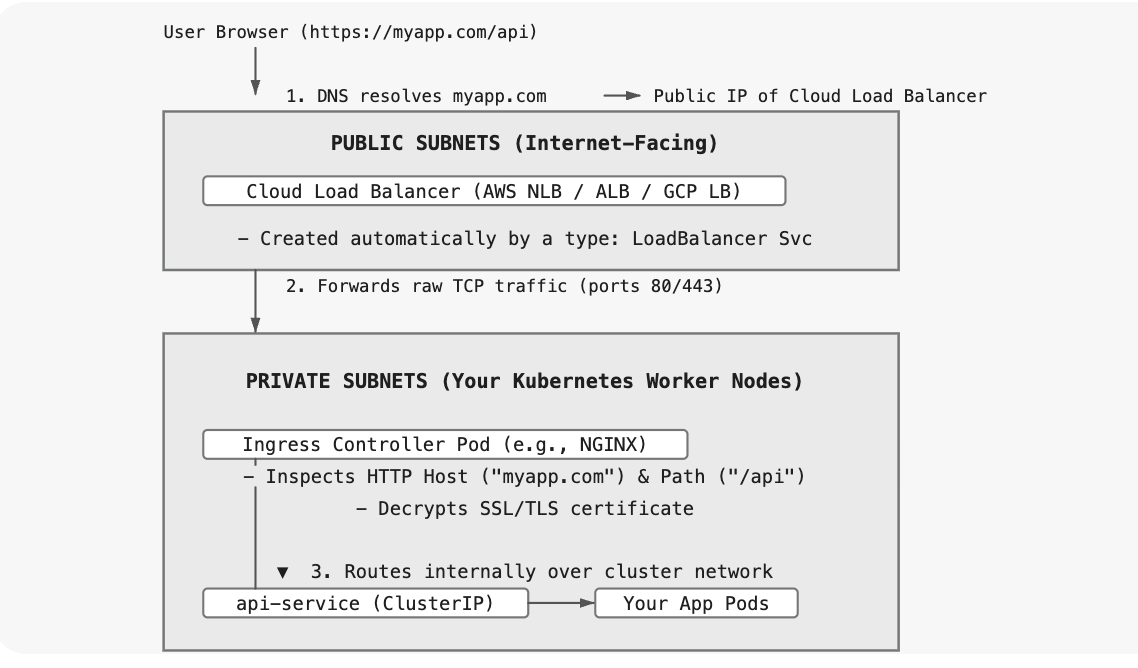 User Browser (https://myapp.com/api)
1. DNS resolves myapp.com
Public IP of Cloud Load Balancer
PUBLIC SUBNETS (Internet-Facing)
Cloud Load Balancer (AWS NLB / ALB / GCP LB)
- Created automatically by a type: LoadBalancer Svc
2. Forwards raw TCP traffic (ports 80/443)
PRIVATE SUBNETS (Your Kubernetes Worker Nodes)
Ingress Controller Pod (e.g., NGINX)
- Inspects HTTP Host ("myapp.com") & Path ("/api")
- Decrypts SSL/TLS certificate
▼ 3. Routes internally over cluster network
api-service (ClusterIP)
Your App Pods